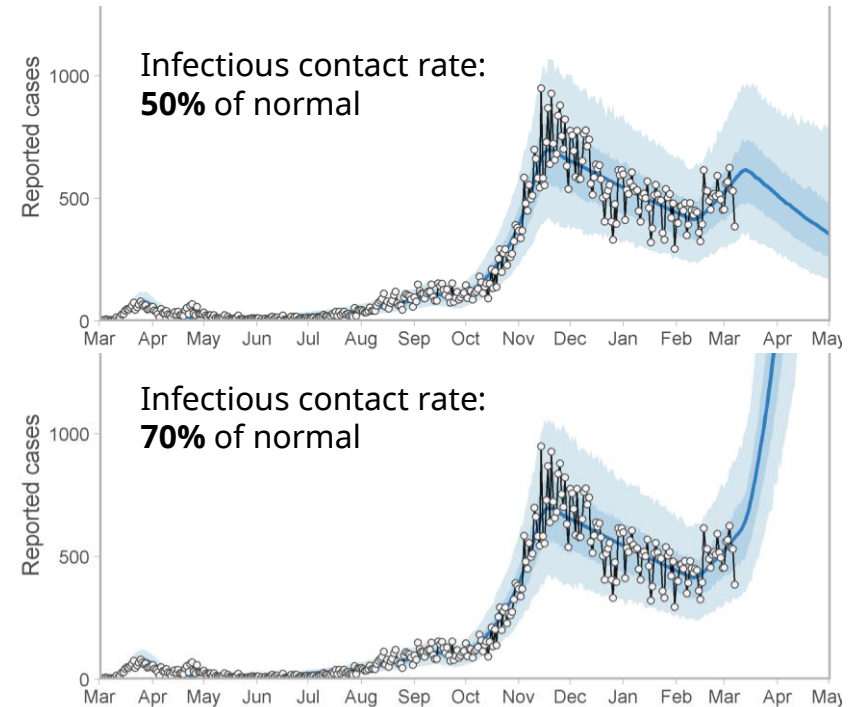 Infectious contact rate:
50% of normal
Reported cases
1000
500
0
Mar Apr May Jun Jul Aug Sep Oct Nov Dec Jan Feb Mar Apr May
Infectious contact rate:
70% of normal
Reported cases
1000
500
0
Mar Apr May Jun Jul Aug Sep Oct Nov Dec Jan Feb Mar Apr May